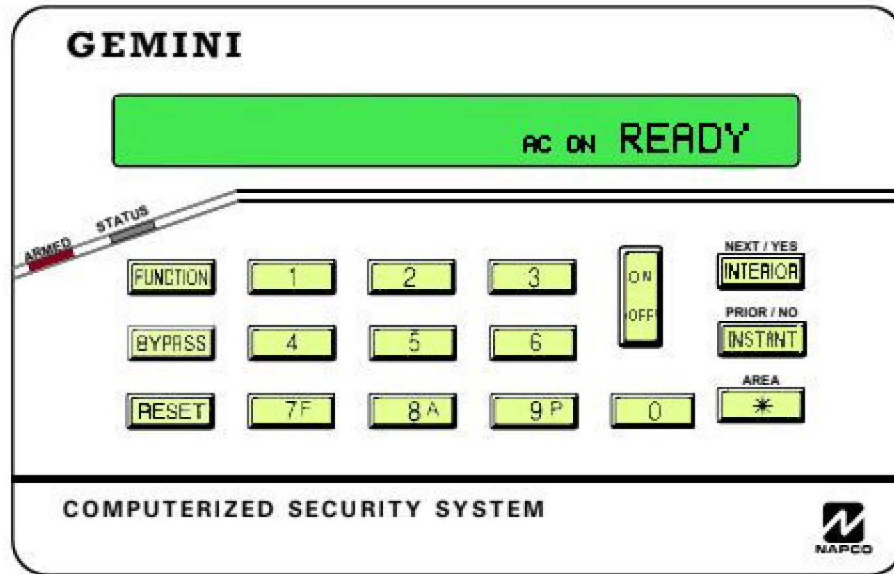 GEMINI
AC ON READY
ARMED STATUS
NEXT / YES
FUNCTION 1 2 3 ON INTERIOR
OFF
PRIOR / NO
BYPASS 4 5 6 INSTANT
AREA
RESET 7F 8A 9P 0 *
COMPUTERIZED SECURITY SYSTEM
NAPCO